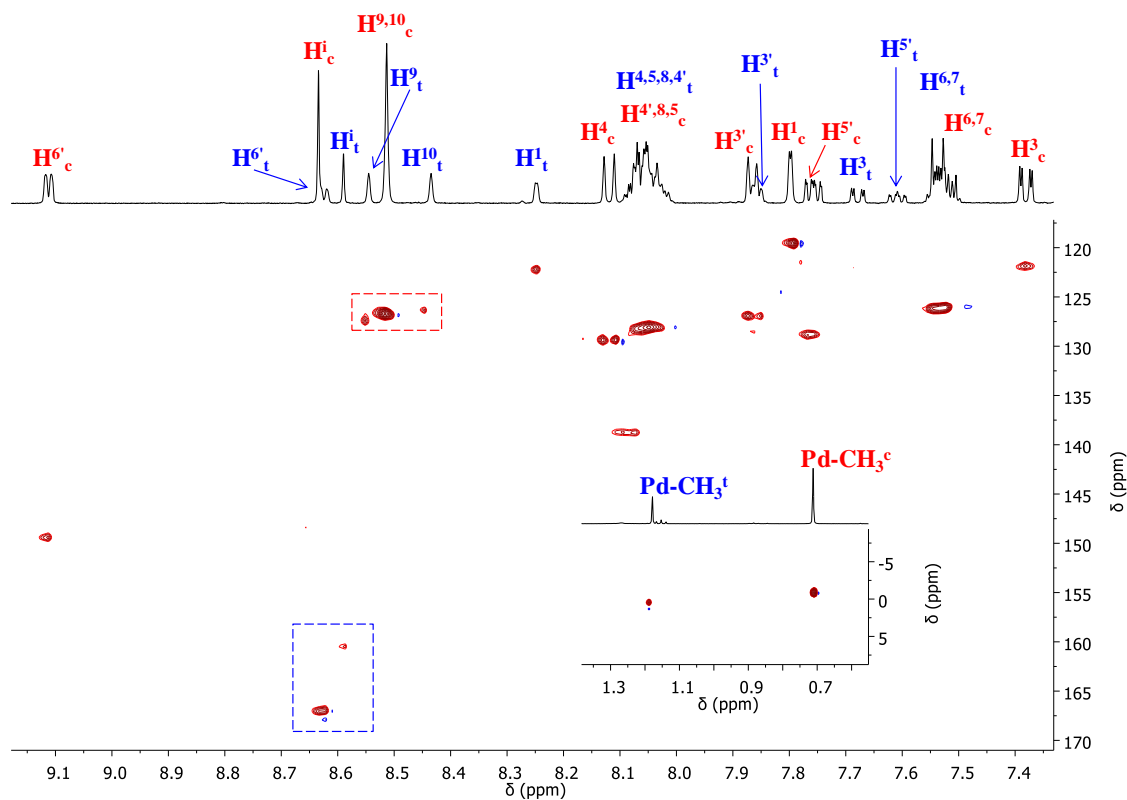 H⁹,¹⁰c
Hⁱc
H⁵'t
H³'t
H⁹t
H⁴,⁵,⁸,⁴'t
H⁶,⁷t
H⁴',⁸,⁵c
H⁴c
H³'c
H¹c
H⁵'c
H⁶,⁷c
H³c
H⁶'c
H⁶'t
Hⁱt
H¹⁰t
H¹t
H³t
120
125
130
135
140
145
150
155
160
165
170
δ (ppm)
Pd-CH₃ᶜ
Pd-CH₃ᵗ
-5
0
5
δ (ppm)
1.3 1.1 0.9 0.7
δ (ppm)
9.1 9.0 8.9 8.8 8.7 8.6 8.5 8.4 8.3 8.2 8.1 8.0 7.9 7.8 7.7 7.6 7.5 7.4
δ (ppm)